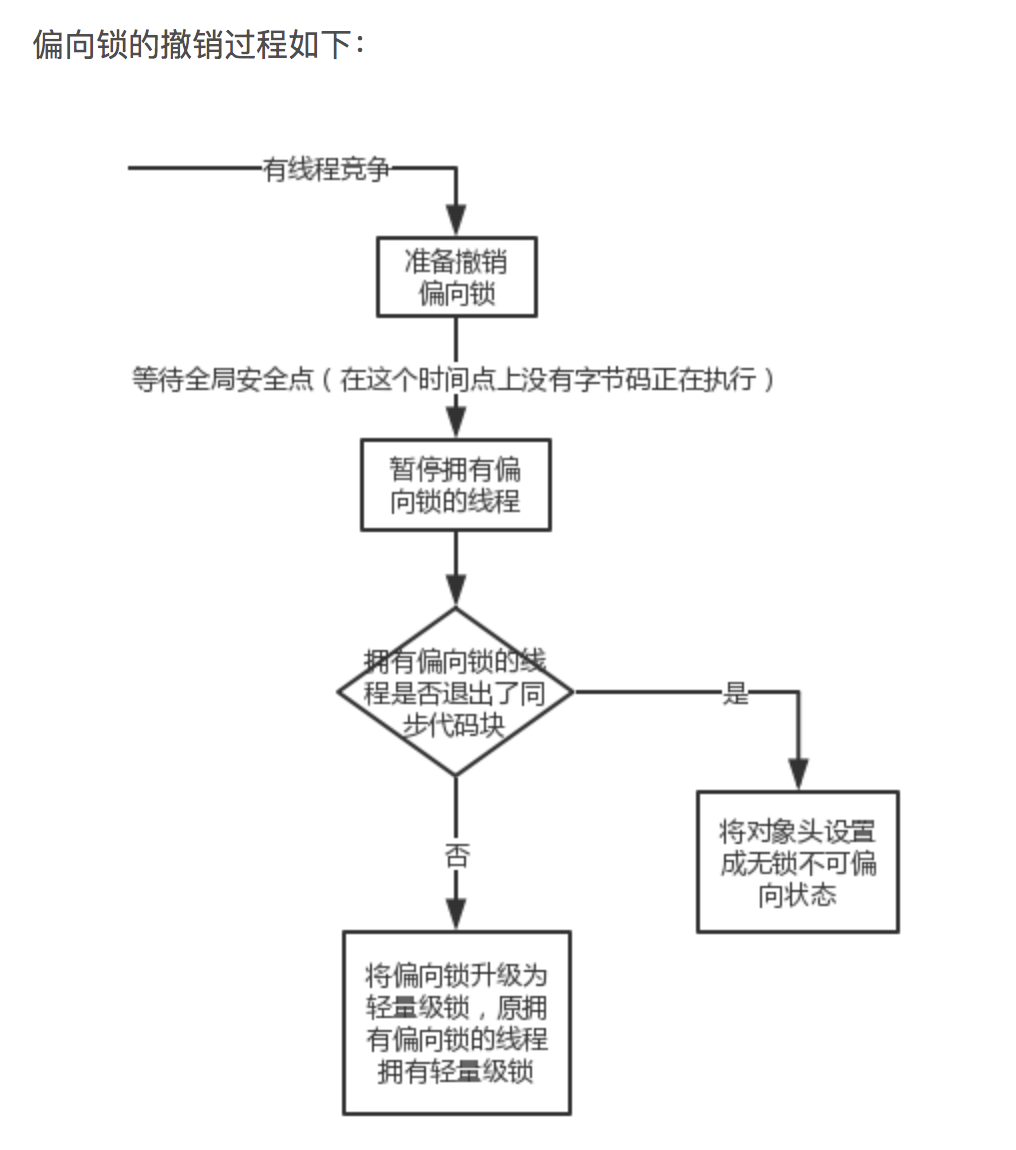 偏向锁的撤销过程如下：
有线程竞争
准备撤销
偏向锁
等待全局安全点（在这个时间点上没有字节码正在执行）
暂停拥有偏
向锁的线程
拥有偏向锁的线
程是否退出了同
步代码块
是
将对象头设置
成无锁不可偏
向状态
否
将偏向锁升级为
轻量级锁，原拥
有偏向锁的线程
拥有轻量级锁